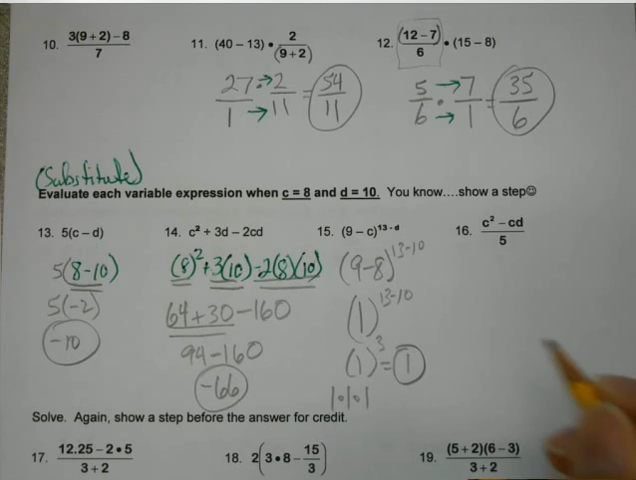 10. (3(9 + 2) – 8)/7
11. (40 – 13) • 2/(9 + 2)
12. (12 – 7)/6 • (15 – 8)
27/1 • 2/11 = 54/11
5/6 • 7/1 = 35/6
(Substitute)
Evaluate each variable expression when c = 8 and d = 10. You know....show a step☺
13. 5(c – d)
14. c² + 3d – 2cd
15. (9 – c)^(13 - d)
16. (c² – cd)/5
5(8-10)
5(-2)
-10
(8)²+3(10)-2(8)(10)
64+30-160
94-160
-66
(9-8)^(13-10)
(1)^(13-10)
(1)³=1
1•1•1
Solve. Again, show a step before the answer for credit.
17. (12.25 – 2 • 5)/(3 + 2)
18. 2(3 • 8 – 15/3)
19. (5 + 2)(6 – 3)/(3 + 2)